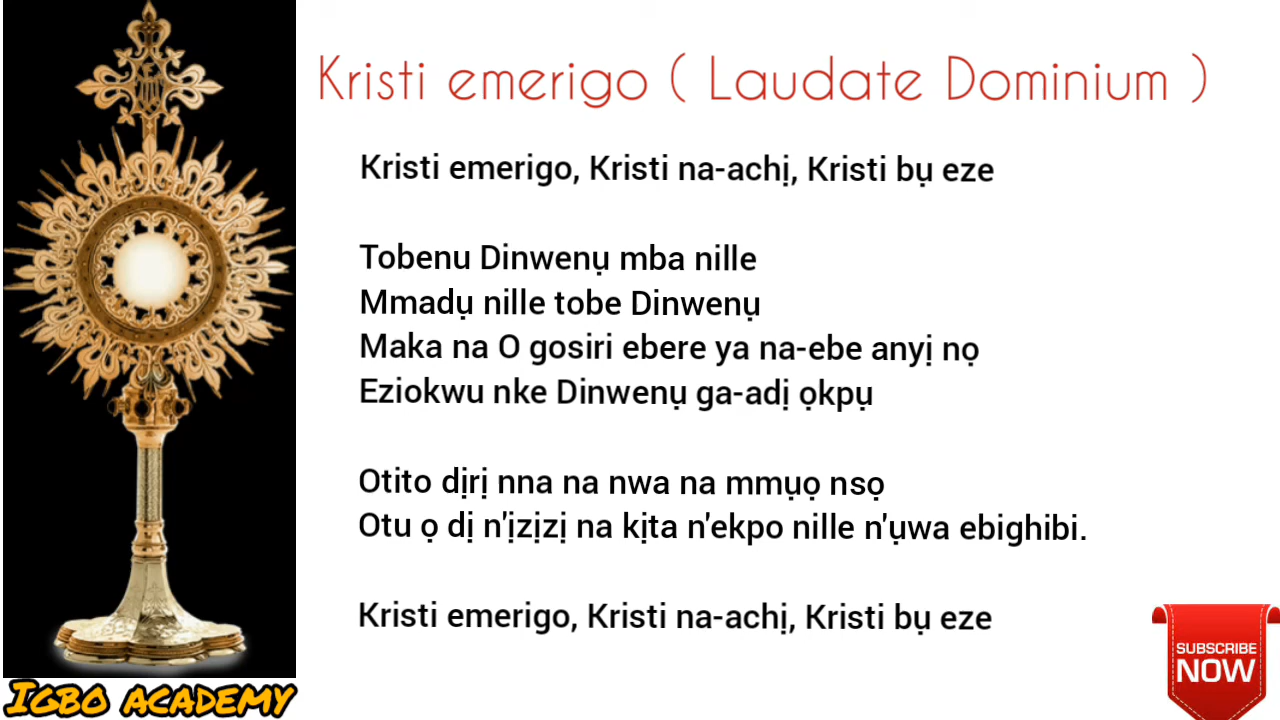 Kristi emerigo ( Laudate Dominium )
Kristi emerigo, Kristi na-achị, Kristi bụ eze
Tobenu Dinwenụ mba nille
Mmadụ nille tobe Dinwenụ
Maka na O gosiri ebere ya na-ebe anyị nọ
Eziokwu nke Dinwenụ ga-adị ọkpụ
Otito dịrị nna na nwa na mmụọ nsọ
Otu ọ dị n'ịzịzị na kịta n'ekpo nille n'ụwa ebighibi.
Kristi emerigo, Kristi na-achị, Kristi bụ eze
IGBO ACADEMY
SUBSCRIBE
NOW